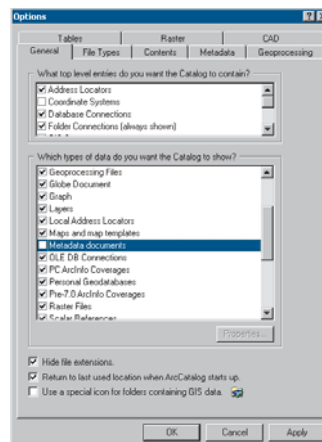 Options
Tables Raster CAD
General File Types Contents Metadata Geoprocessing
What top level entries do you want the Catalog to contain?
Address Locators
Coordinate Systems
Database Connections
Folder Connections (always shown)
Which types of data do you want the Catalog to show?
Geoprocessing Files
Globe Document
Graph
Layers
Local Address Locators
Maps and map templates
Metadata documents
OLE DB Connections
PC ArcInfo Coverages
Personal Geodatabases
Pre-7.0 ArcInfo Coverages
Raster Files
Scalar References
Properties...
Hide file extensions.
Return to last used location when ArcCatalog starts up.
Use a special icon for folders containing GIS data.
OK Cancel Apply